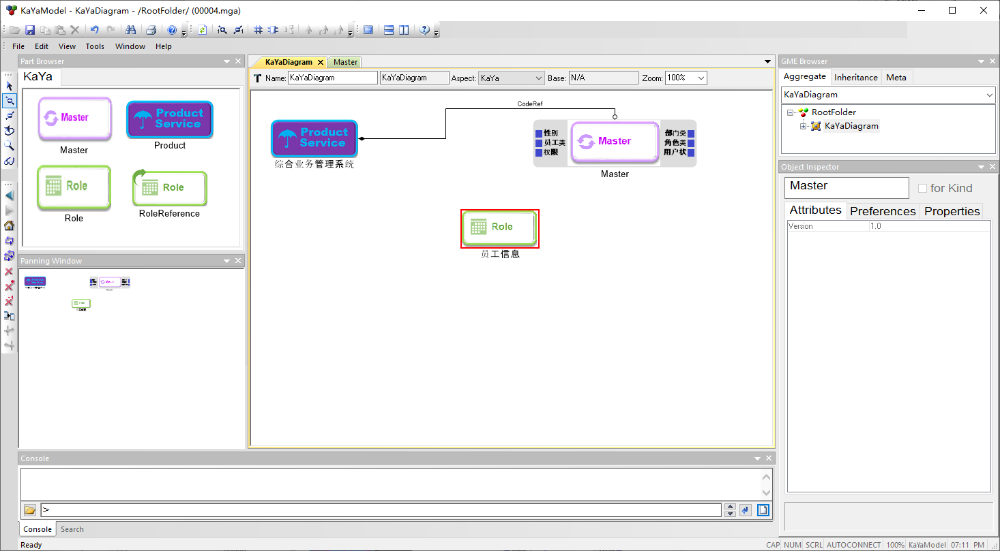 KaYaModel - KaYaDiagram - /RootFolder/ (00004.mga)
File Edit View Tools Window Help
Part Browser
KaYa
Master
Master
Product
Service
Product
Role
Role
Role
RoleReference
Panning Window
KaYaDiagram
Master
Name: KaYaDiagram KaYaDiagram Aspect: KaYa Base: N/A Zoom: 100%
CodeRef
Product
Service
综合业务管理系统
性别
员工类
权限
Master
部门类
角色类
用户状
Master
Role
员工信息
GME Browser
Aggregate Inheritance Meta
KaYaDiagram
RootFolder
KaYaDiagram
Object Inspector
Master
for Kind
Attributes Preferences Properties
Version 1.0
Console
>
Console Search
Ready
CAP NUM SCRL AUTOCONNECT 100% KaYaModel 07:11 PM